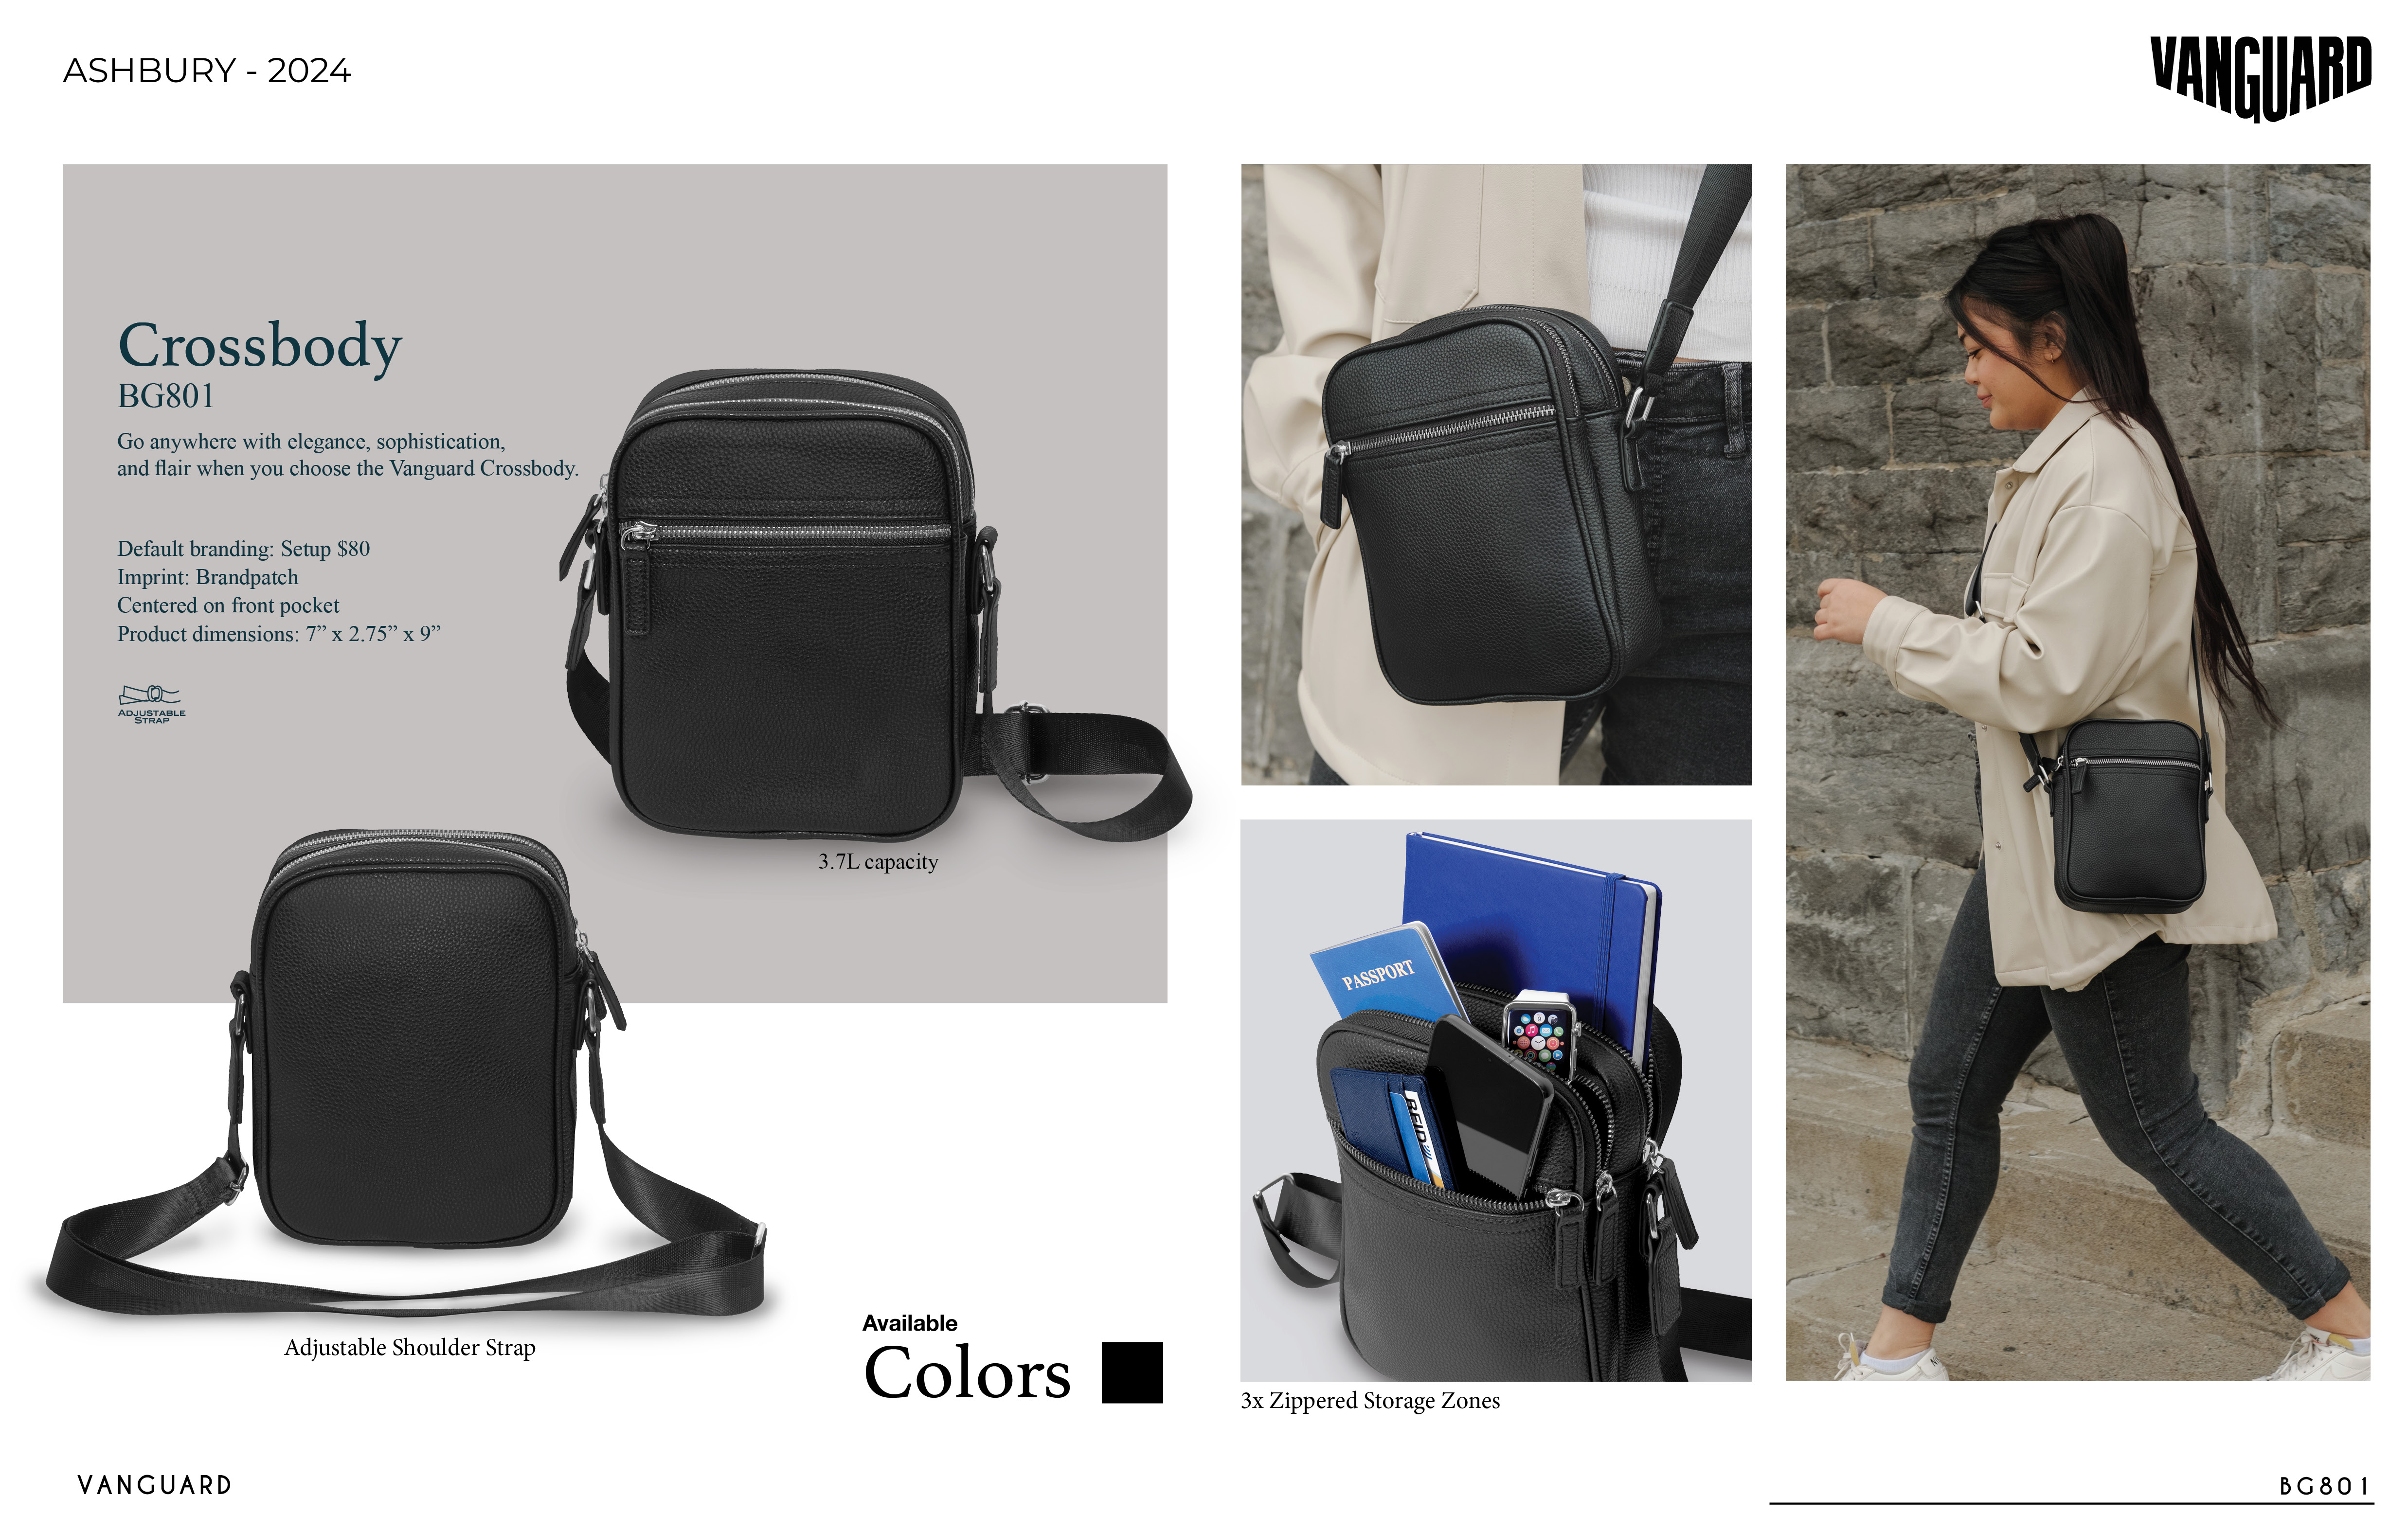 ASHBURY - 2024
VANGUARD
Crossbody
BG801
Go anywhere with elegance, sophistication,
and flair when you choose the Vanguard Crossbody.
Default branding: Setup $80
Imprint: Brandpatch
Centered on front pocket
Product dimensions: 7” x 2.75” x 9”
ADJUSTABLE
STRAP
3.7L capacity
Adjustable Shoulder Strap
Available
Colors
PASSPORT
RFID
3x Zippered Storage Zones
VANGUARD
BG801